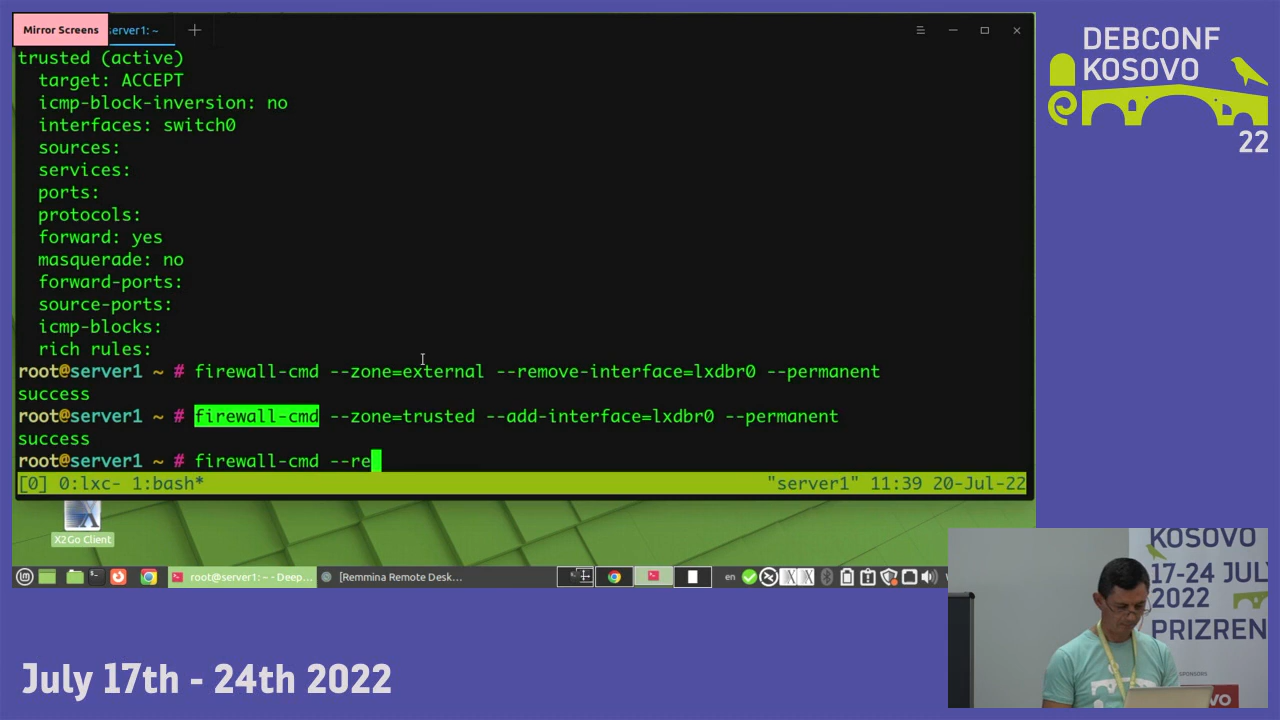 Mirror Screens
erver1: ~
trusted (active)
target: ACCEPT
icmp-block-inversion: no
interfaces: switch0
sources:
services:
ports:
protocols:
forward: yes
masquerade: no
forward-ports:
source-ports:
icmp-blocks:
rich rules:
root@server1 ~ # firewall-cmd --zone=external --remove-interface=lxdbr0 --permanent
success
root@server1 ~ # firewall-cmd --zone=trusted --add-interface=lxdbr0 --permanent
success
root@server1 ~ # firewall-cmd --re
[0] 0:lxc- 1:bash* "server1" 11:39 20-Jul-22
X2Go Client
root@server1: ~ - Deep...
[Remmina Remote Desk...
en
DEBCONF
KOSOVO
22
KOSOVO
17-24 JUL
2022
PRIZREN
SPONSORS
OVO
July 17th - 24th 2022